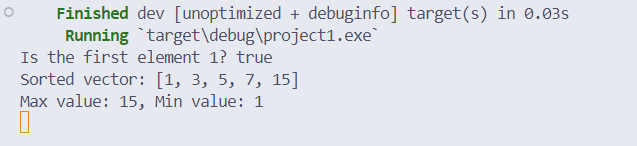 Finished dev [unoptimized + debuginfo] target(s) in 0.03s
Running `target\debug\project1.exe`
Is the first element 1? true
Sorted vector: [1, 3, 5, 7, 15]
Max value: 15, Min value: 1